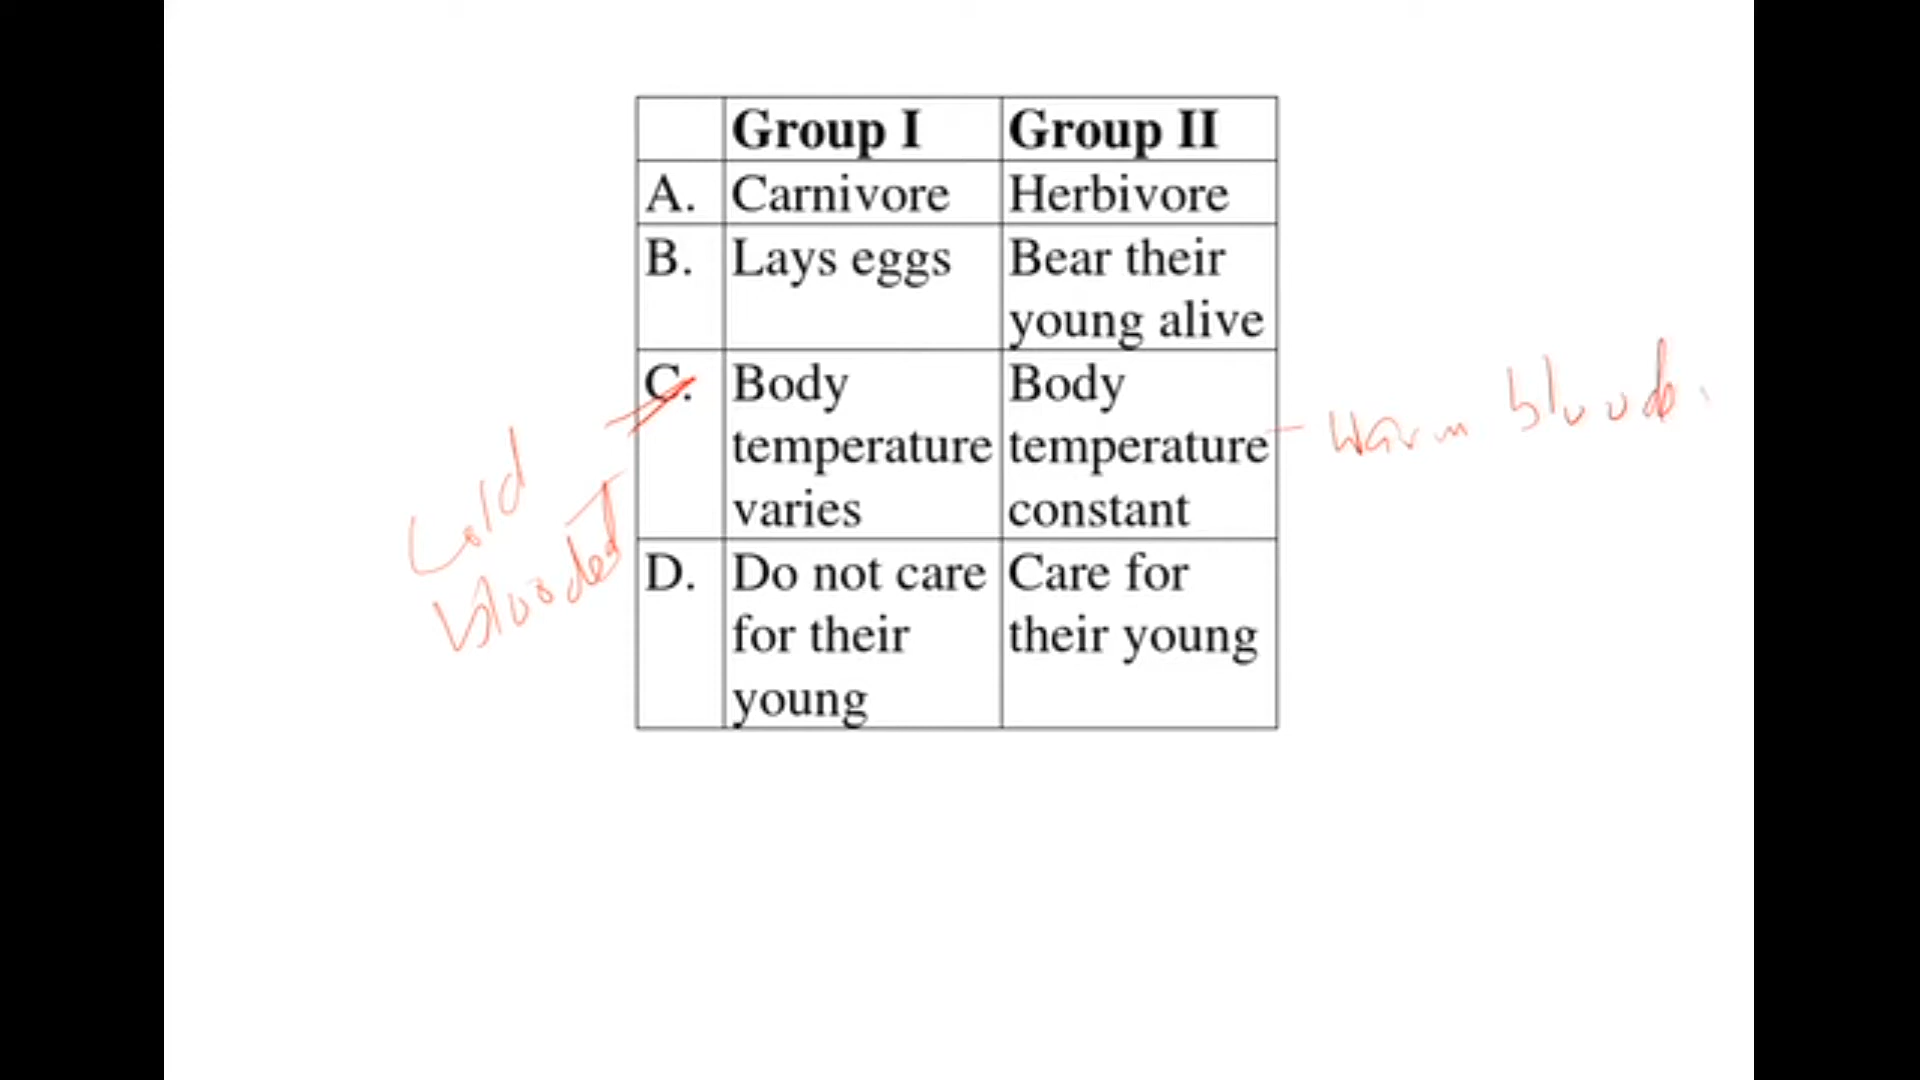 Group I Group II
A. Carnivore Herbivore
B. Lays eggs Bear their
young alive
C. Body Body
temperature temperature
varies constant
D. Do not care Care for
for their their young
young
Cold
blooded
warm blood